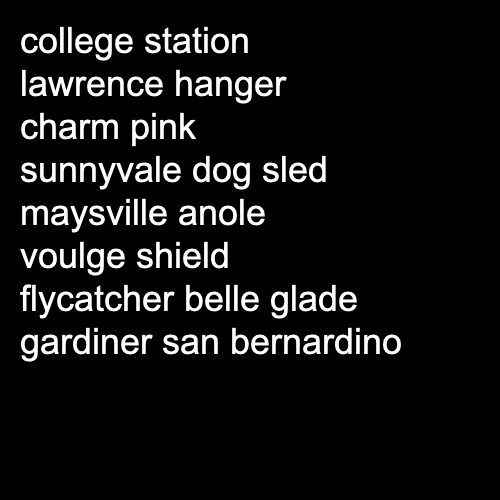 college station
lawrence hanger
charm pink
sunnyvale dog sled
maysville anole
voulge shield
flycatcher belle glade
gardiner san bernardino